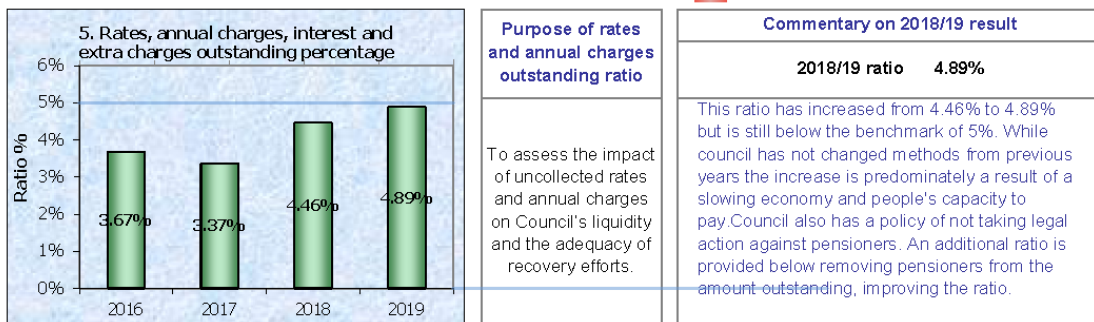 5. Rates, annual charges, interest and
extra charges outstanding percentage
6%
5%
4%
3%
2%
1%
0%
Ratio %
3.67%
3.37%
4.46%
4.89%
2016
2017
2018
2019
Purpose of rates
and annual charges
outstanding ratio
To assess the impact
of uncollected rates
and annual charges
on Council's liquidity
and the adequacy of
recovery efforts.
Commentary on 2018/19 result
2018/19 ratio 4.89%
This ratio has increased from 4.46% to 4.89%
but is still below the benchmark of 5%. While
council has not changed methods from previous
years the increase is predominately a result of a
slowing economy and people's capacity to
pay.Council also has a policy of not taking legal
action against pensioners. An additional ratio is
provided below removing pensioners from the
amount outstanding, improving the ratio.